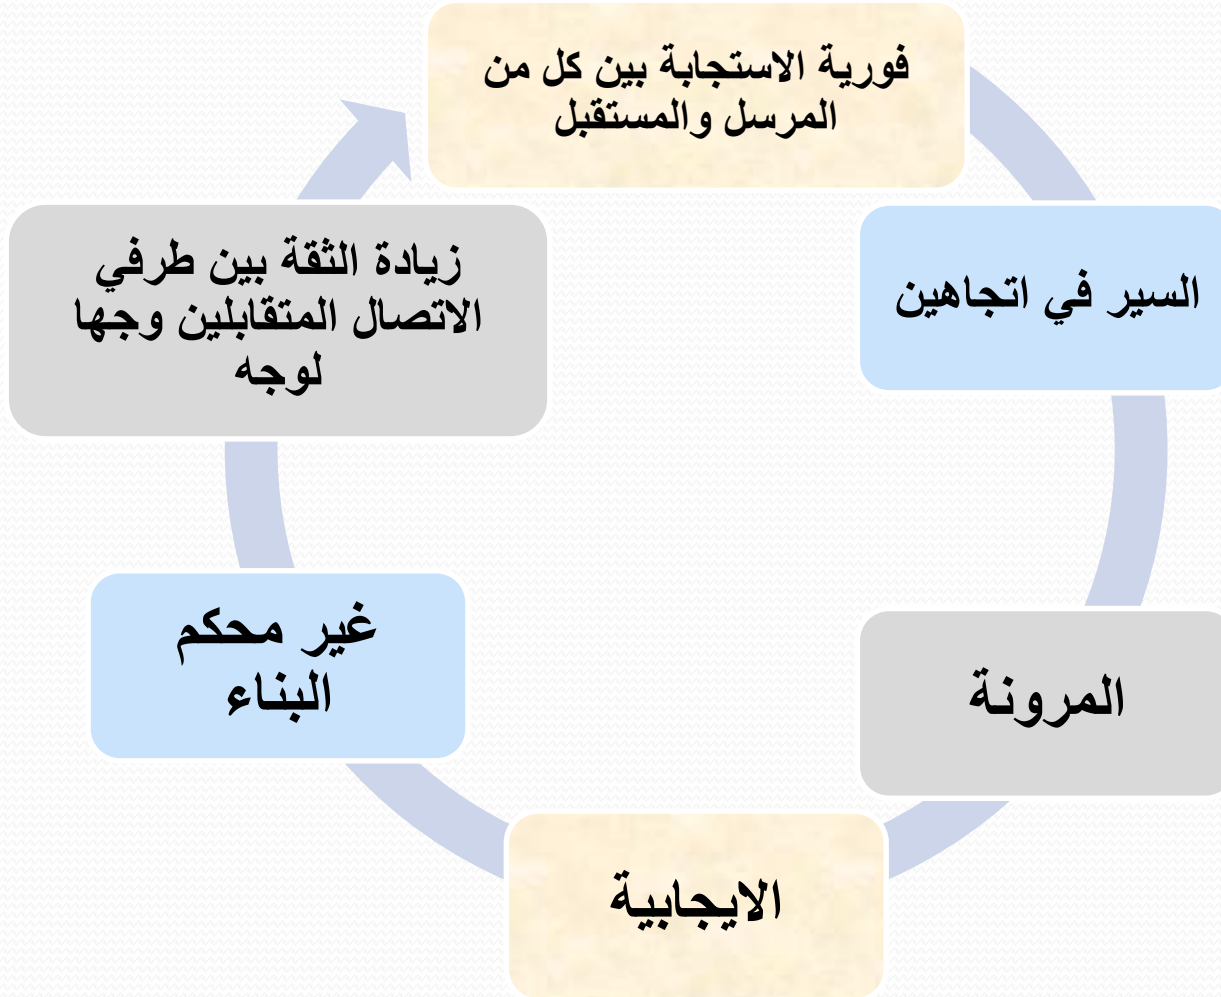 فورية الاستجابة بين كل من
المرسل والمستقبل
السير في اتجاهين
المرونة
الايجابية
غير محكم
البناء
زيادة الثقة بين طرفي
الاتصال المتقابلين وجها
لوجه